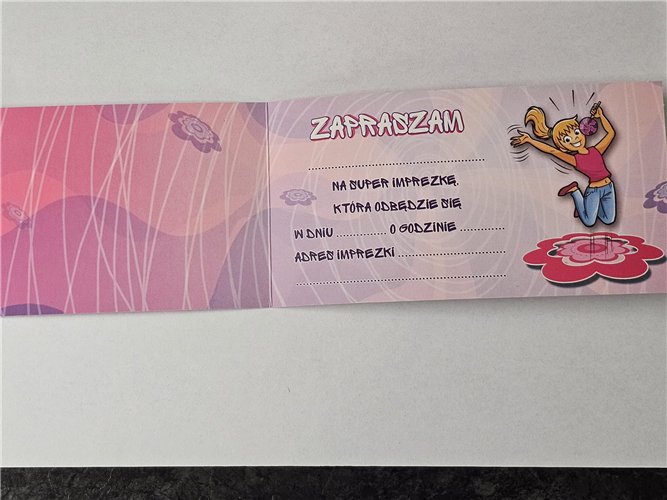 ZAPRASZAM
................................................
NA SUPER IMPREZKĘ,
KTÓRA ODBĘDZIE SIĘ
W DNIU .............. O GODZINIE ............
ADRES IMPREZKI .............................
.........................................................